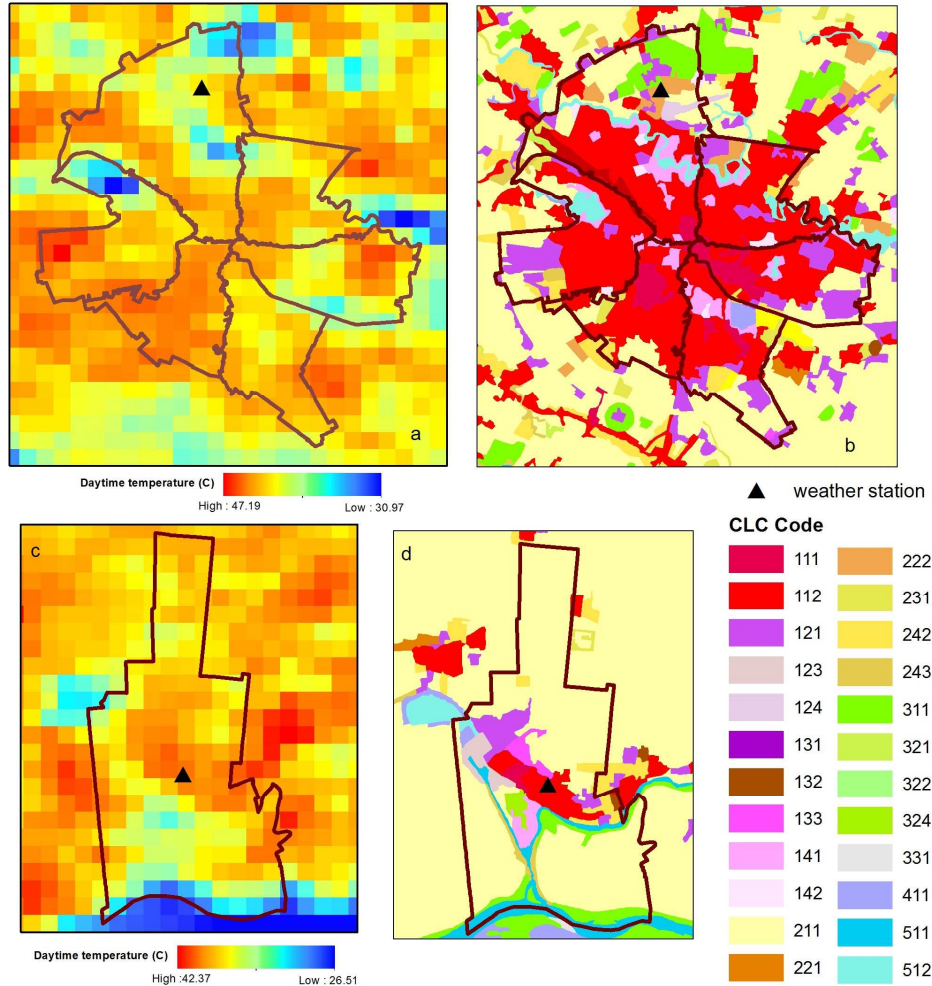 a
b
Daytime temperature (C)
High : 47.19 Low : 30.97
weather station
CLC Code
111 222
112 231
121 242
123 243
124 311
131 321
132 322
133 324
141 331
142 411
211 511
221 512
c
d
Daytime temperature (C)
High :42.37 Low : 26.51